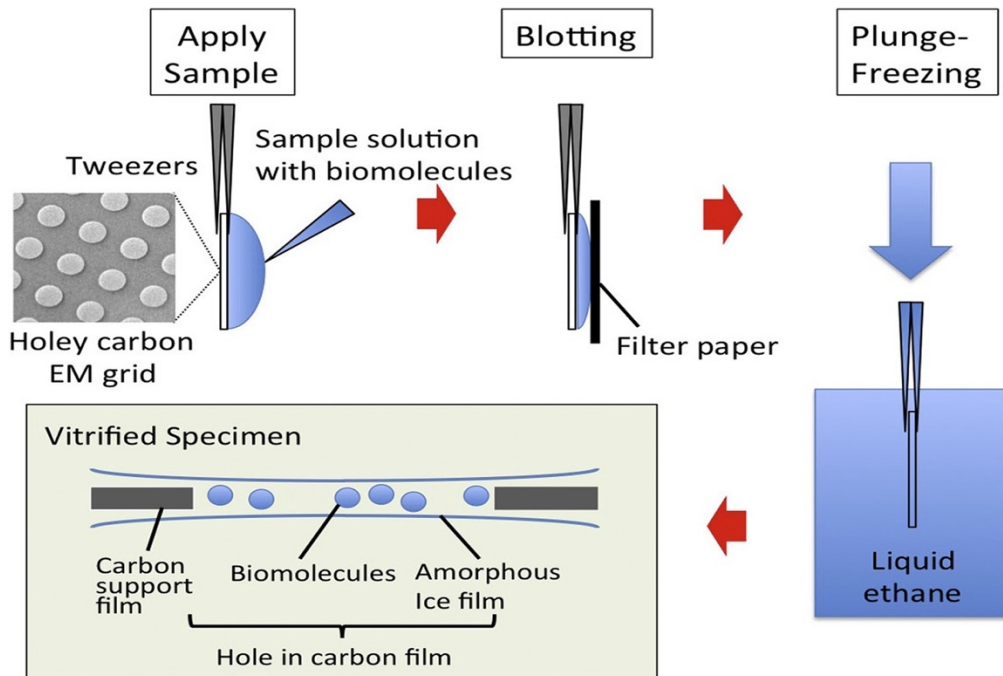 Apply
Sample
Blotting
Plunge-
Freezing
Tweezers
Sample solution
with biomolecules
Holey carbon
EM grid
Filter paper
Liquid
ethane
Vitrified Specimen
Carbon
support
film
Biomolecules
Amorphous
Ice film
Hole in carbon film